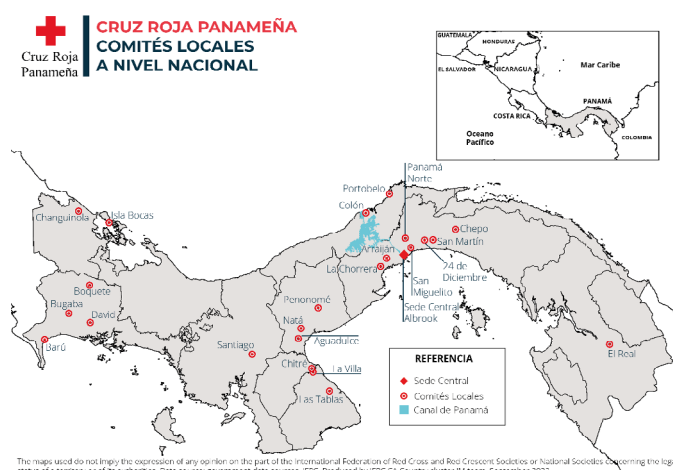 CRUZ ROJA PANAMEÑA
COMITÉS LOCALES
A NIVEL NACIONAL
Cruz Roja
Panameña
GUATEMALA
HONDURAS
EL SALVADOR
NICARAGUA
Mar Caribe
COSTA RICA
PANAMÁ
COLOMBIA
Oceano
Pacífico
Panamá
Norte
Portobelo
Colón
Changuinola
Isla Bocas
Chepo
San Martín
Arraiján
La Chorrera
24 de
Diciembre
San
Miguelito
Sede Central
Albrook
Boquete
Bugaba
David
Barú
Penonomé
Natá
Aguadulce
Santiago
Chitré
La Villa
Las Tablas
El Real
REFERENCIA
Sede Central
Comités Locales
Canal de Panamá
The maps used do not imply the expression of any opinion on the part of the International Federation of Red Cross and Red Crescent Societies or National Societies concerning the lega